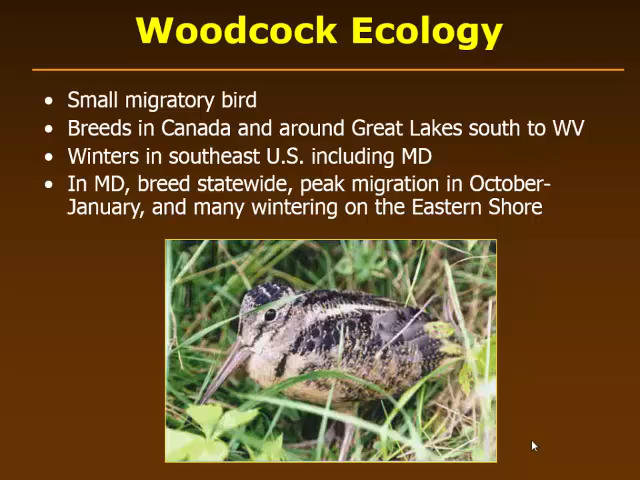 Woodcock Ecology
• Small migratory bird
• Breeds in Canada and around Great Lakes south to WV
• Winters in southeast U.S. including MD
• In MD, breed statewide, peak migration in October-
January, and many wintering on the Eastern Shore